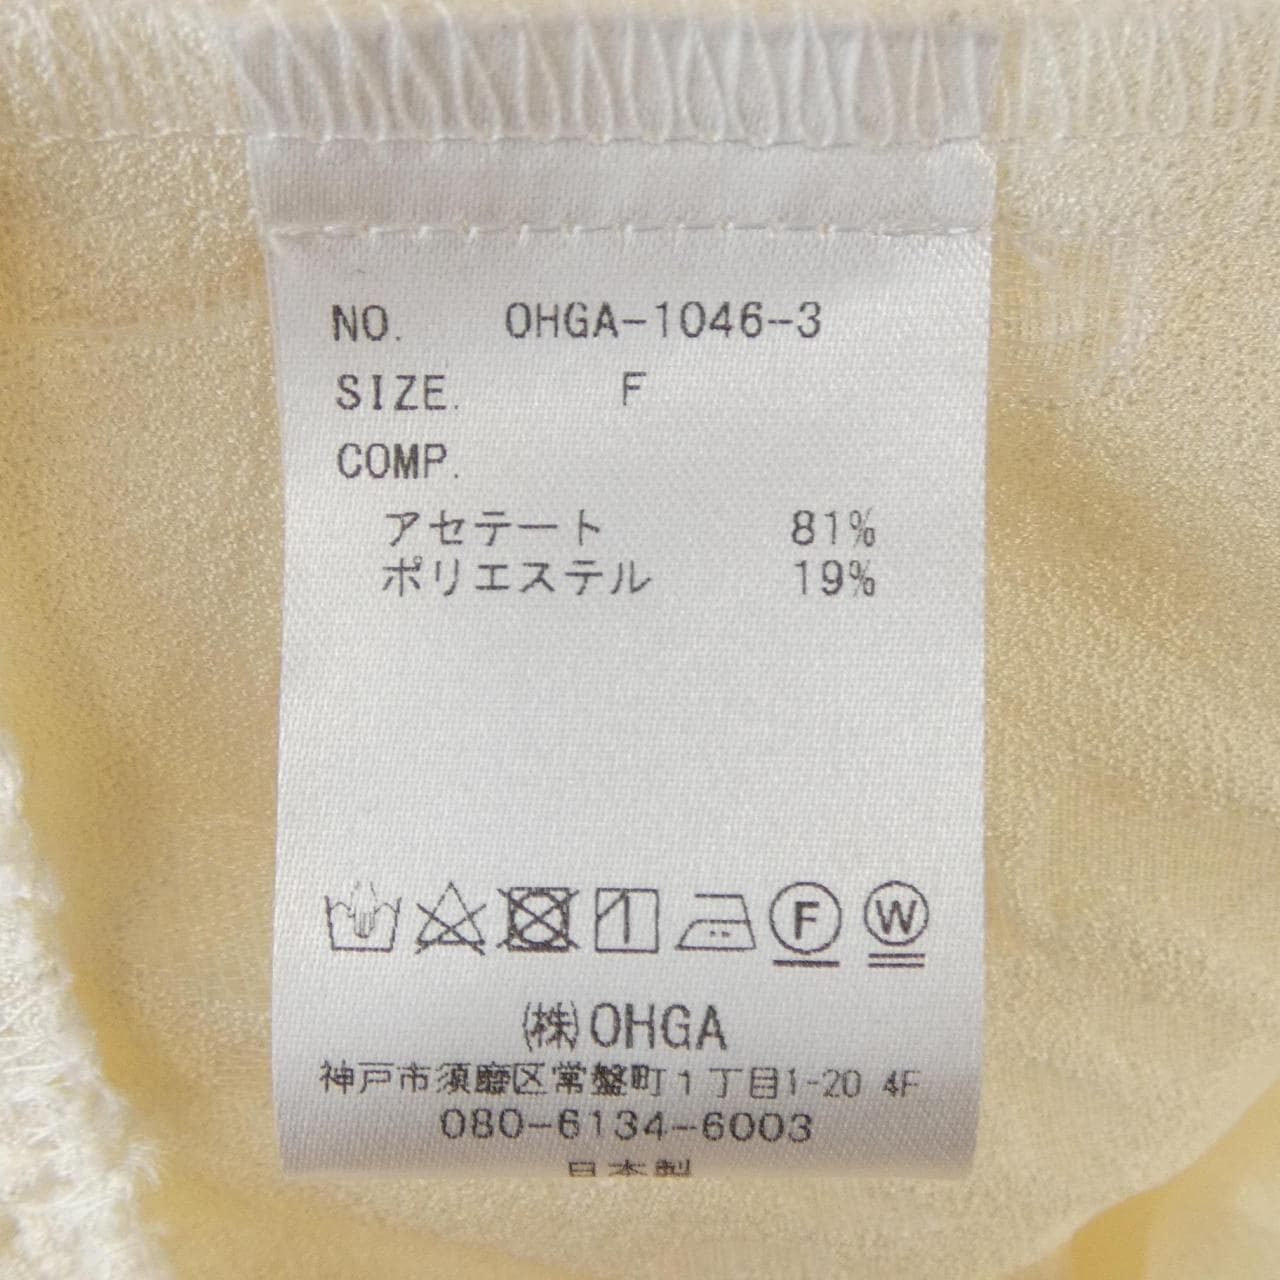 NO. OHGA-1046-3
SIZE. F
COMP.
アセテート 81%
ポリエステル 19%
F W
㈱OHGA
神戸市須磨区常盤町1丁目1-20 4F
080-6134-6003
日本製